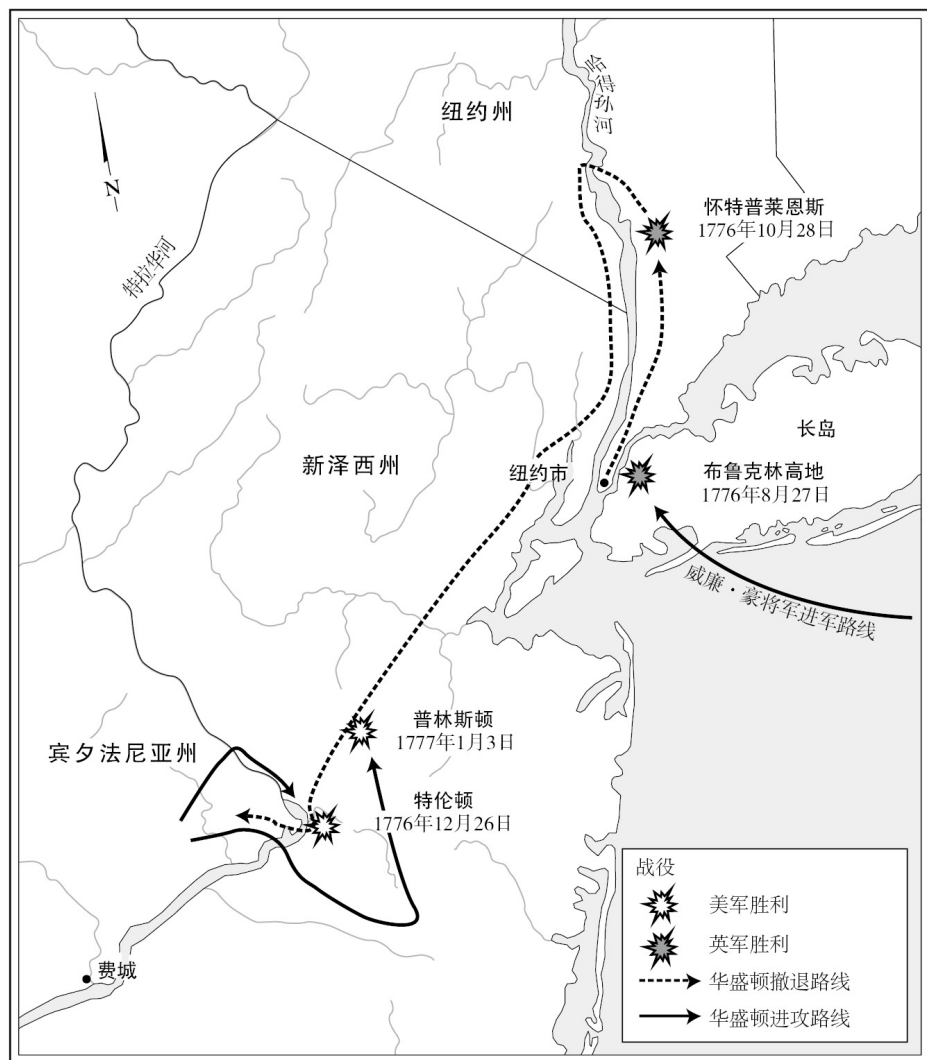 纽约州
哈得孙河
N
特拉华河
怀特普莱恩斯
1776年10月28日
长岛
新泽西州
纽约市
布鲁克林高地
1776年8月27日
威廉·豪将军进军路线
普林斯顿
1777年1月3日
宾夕法尼亚州
特伦顿
1776年12月26日
费城
战役
美军胜利
英军胜利
华盛顿撤退路线
华盛顿进攻路线